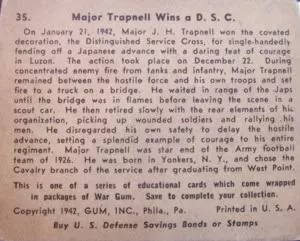 35. Major Trapnell Wins a D. S. C.
On January 21, 1942, Major J. H. Trapnell won the coveted
decoration, the Distinguished Service Cross, for single-handedly
fending off a Japanese advance with a daring feat of courage
in Luzon. The action took place on December 22. During
concentrated enemy fire from tanks and infantry, Major Trapnell
remained between the hostile force and his own troops and set
fire to a truck on a bridge. He waited in range of the Japs
until the bridge was in flames before leaving the scene in a
scout car. He then retired slowly with the rear elements of his
organization, picking up wounded soldiers and rallying his
men. He disregarded his own safety to delay the hostile
attack, setting a splendid example of courage to his entire
regiment. Major Trapnell was star end of the Army football
team of 1926. He was born in Yonkers, N. Y., and chose the
Cavalry branch of the service after graduating from West Point.
This is one of a series of educational cards which come wrapped
in packages of War Gum. Save to complete your collection.
Copyright 1942, GUM, INC., Phila., Pa. Printed in U. S. A.
Buy U. S. Defense Savings Bonds or Stamps